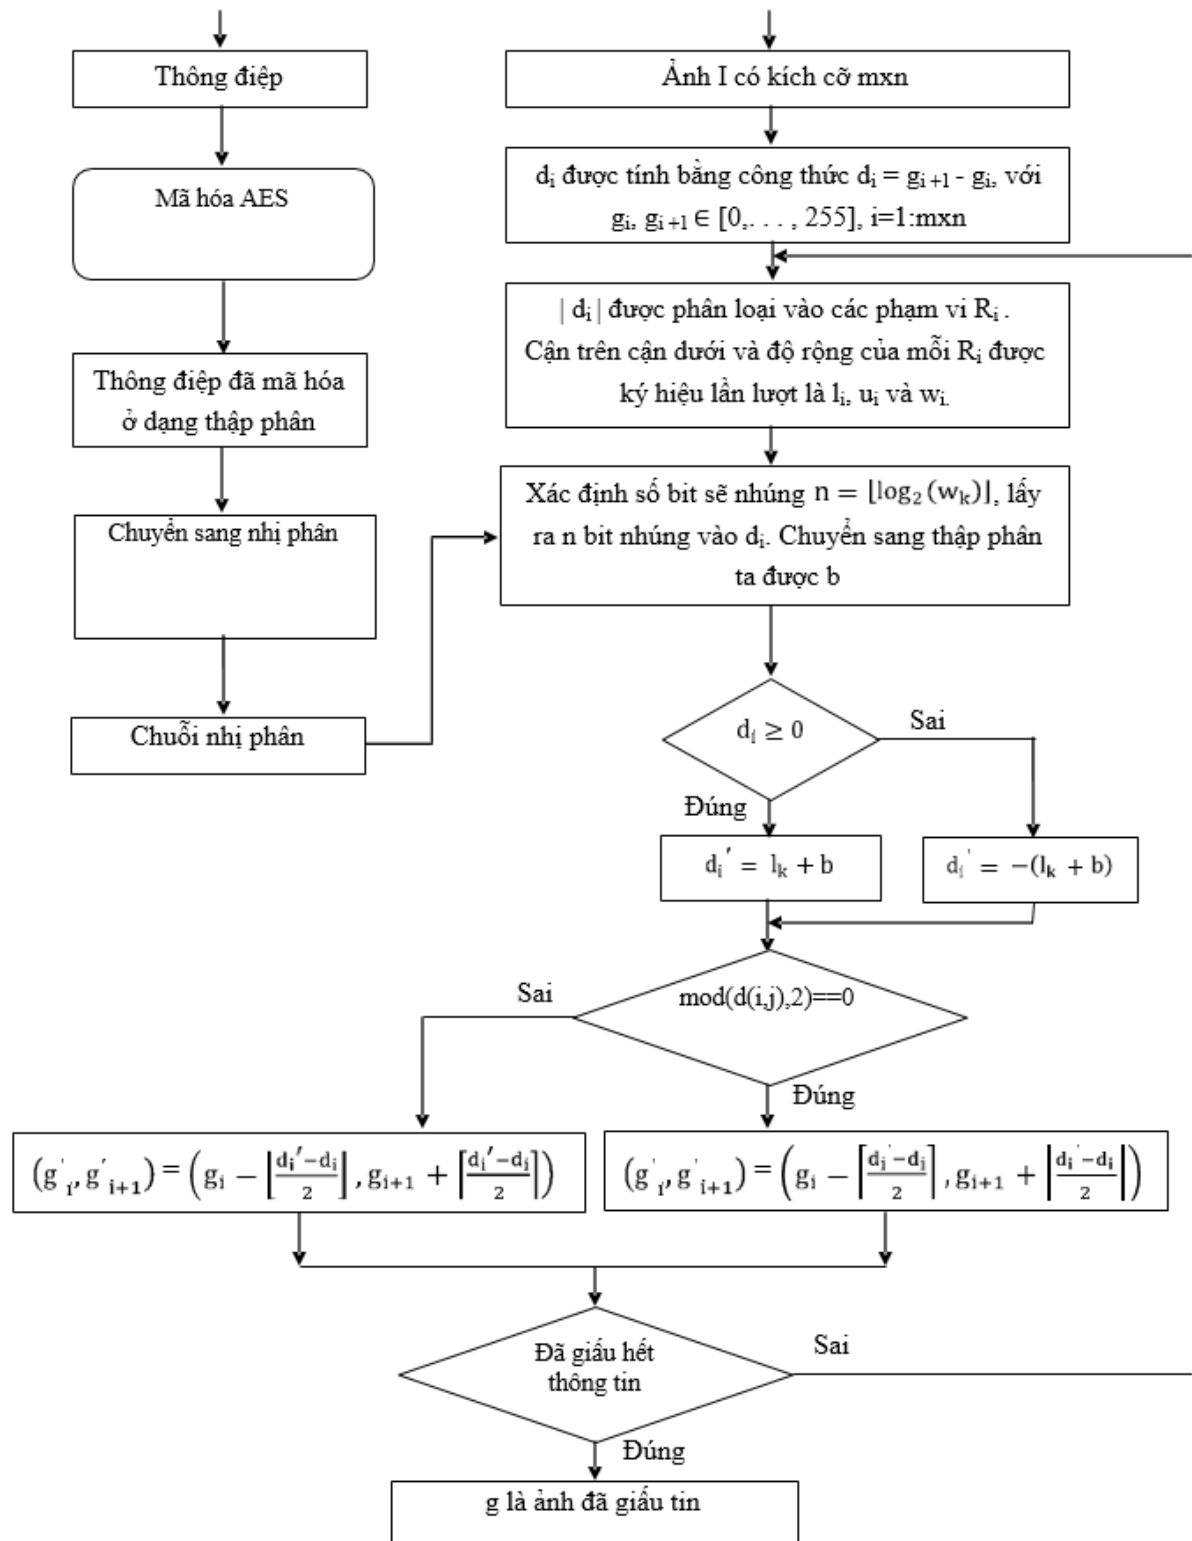 Thông điệp
Mã hóa AES
Thông điệp đã mã hóa
ở dạng thập phân
Chuyển sang nhị phân
Chuỗi nhị phân
Ảnh I có kích cỡ mxn
dᵢ được tính bằng công thức dᵢ = gᵢ₊₁ - gᵢ, với
gᵢ, gᵢ₊₁ ∈ [0,. . . , 255], i=1:mxn
| dᵢ | được phân loại vào các phạm vi Rᵢ .
Cận trên cận dưới và độ rộng của mỗi Rᵢ được
ký hiệu lần lượt là lᵢ, uᵢ và wᵢ.
Xác định số bit sẽ nhúng n = ⌊log₂(wₖ)⌋, lấy
ra n bit nhúng vào dᵢ. Chuyển sang thập phân
ta được b
dᵢ ≥ 0
Sai
Đúng
dᵢ′ = lₖ + b
dᵢ' = −(lₖ + b)
mod(d(i,j),2)==0
Sai
Đúng
(g'ᵢ, g'ᵢ₊₁) = (gᵢ − ⌊(dᵢ′−dᵢ)/2⌋, gᵢ₊₁ + ⌈(dᵢ′−dᵢ)/2⌉)
(g'ᵢ, g'ᵢ₊₁) = (gᵢ − ⌈(dᵢ'−dᵢ)/2⌉, gᵢ₊₁ + ⌊(dᵢ'−dᵢ)/2⌋)
Đã giấu hết
thông tin
Sai
Đúng
g là ảnh đã giấu tin